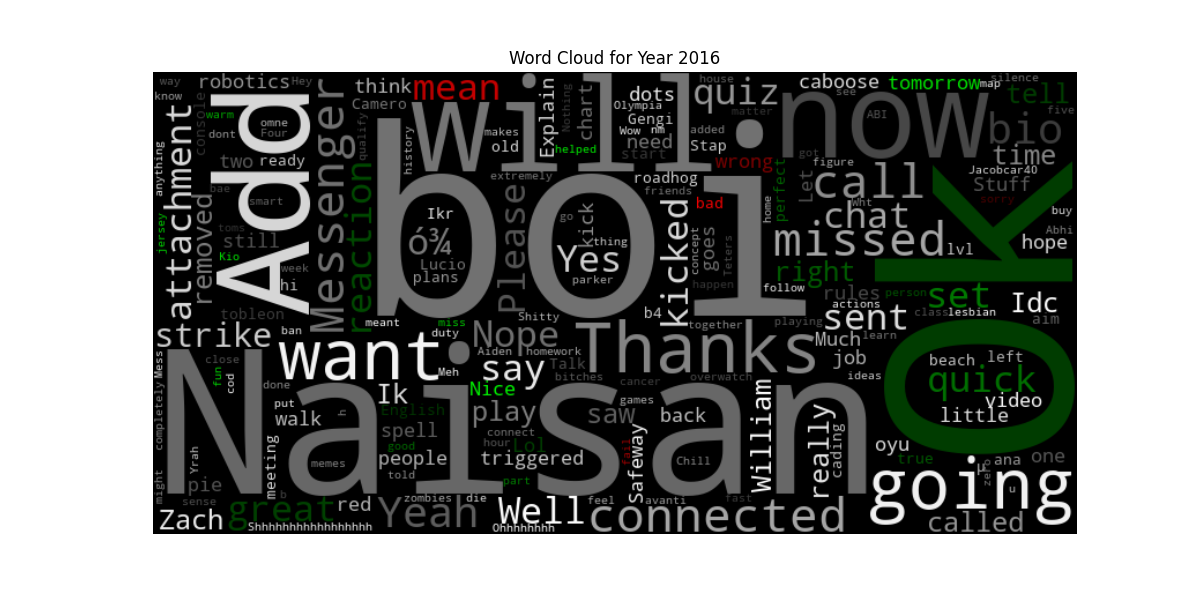 Word Cloud for Year 2016
way
robotics
Hey
know
warm
console
omne
Four
dont
Add
anything
attachment
two
ready
bae
removed
smart
jersey
toms
still
Kio
week
hi
tobleon
ban
strike
Messenger
think
Camero
mean
qualify
history
reaction
will
makes
old
Explain
Nothing
chart
helped
dots
Olympia
Gengi
Wow
nm
need
start
house
quiz
matter
added
Stap
wrong
now
caboose
see
ABI
tomorrow
map
silence
tell
five
bio
time
extremely
boi
Ikr
ó¾
Lucio
plans
Please
go
kick
thing
Yes
parker
roadhog
friends
kicked
bad
concept
goes
Teters
happen
home
perfect
Let
got
figure
call
Wht
chat
missed
lvl
Jacobcar40
Stuff
sorry
buy
Abhi
hope
right
follow
OK
meant
miss
duty
Shitty
b4
together
playing
rules
actions
person
sent
class
set
lesbian
Idc
aim
Much
learn
job
ideas
want
Nope
Thanks
Aiden
homework
Talk
bitches
say
Meh
Nice
cancer
overwatch
games
Mess
close
fun
cod
done
Naisan
put
walk
h
Ik
English
spell
good
people
told
play
connect
hour
Lol
triggered
part
saw
back
fail
Safeway
Chill
William
really
cading
beach
left
quick
video
little
oyu
true
ana
one
zero
µ
u
completely
might
Yrah
pie
sense
meeting
memes
b
Zach
great
red
Shhhhhhhhhhhhhhhhh
Yeah
zombies
die
Well
Ohhhhhhhh
feel
avanti
fast
connected
going
called